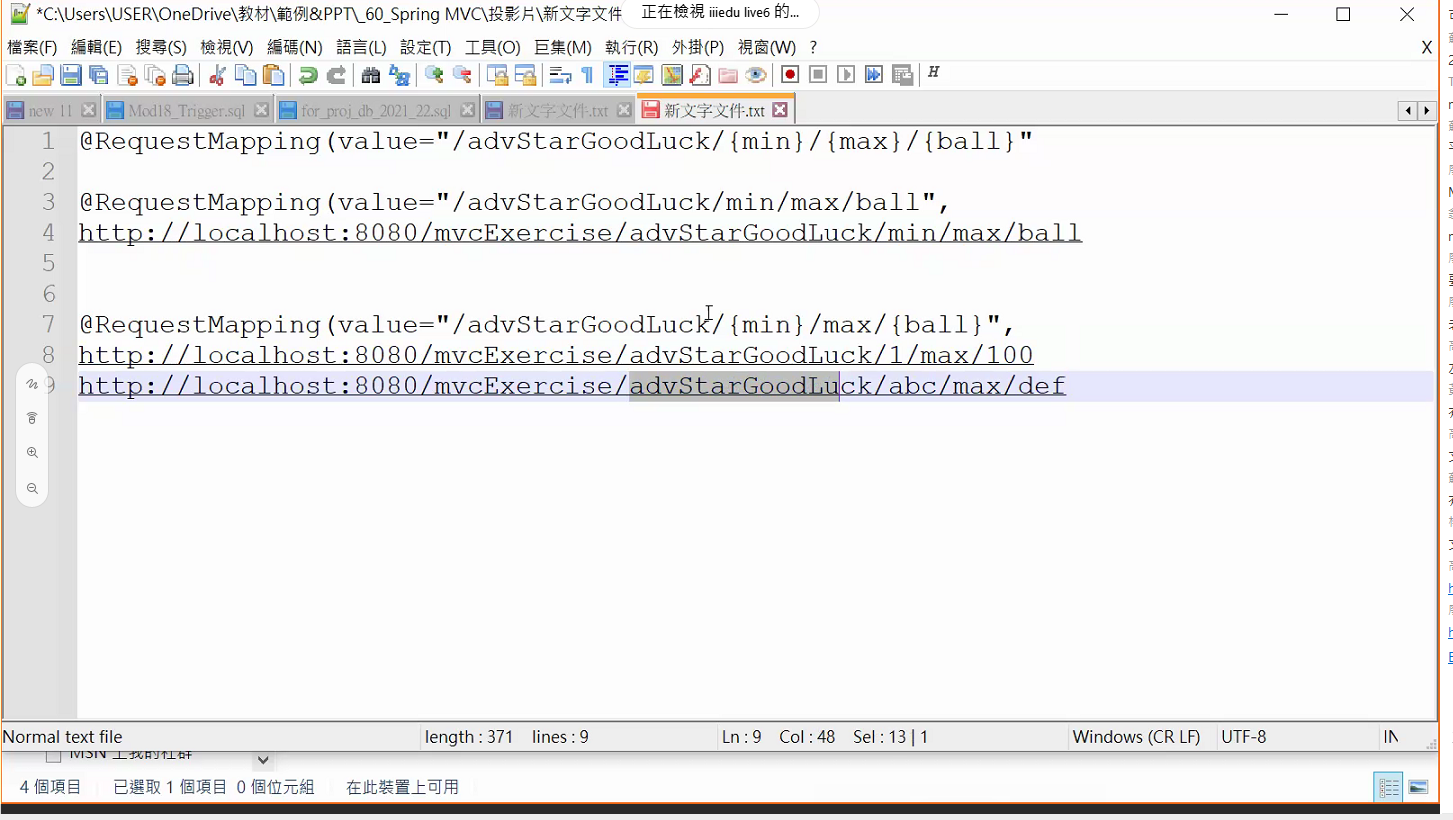 *C:\Users\USER\OneDrive\教材\範例&PPT\_60_Spring MVC\投影片\新文字文件
正在檢視 iiiedu live6 的...
檔案(F) 編輯(E) 搜尋(S) 檢視(V) 編碼(N) 語言(L) 設定(T) 工具(O) 巨集(M) 執行(R) 外掛(P) 視窗(W) ? X
new 11 Mod18_Trigger.sql for_proj_db_2021_22.sql 新文字文件.txt 新文字文件.txt
1 @RequestMapping(value="/advStarGoodLuck/{min}/{max}/{ball}"
2
3 @RequestMapping(value="/advStarGoodLuck/min/max/ball",
4 http://localhost:8080/mvcExercise/advStarGoodLuck/min/max/ball
5
6
7 @RequestMapping(value="/advStarGoodLuck/{min}/max/{ball}",
8 http://localhost:8080/mvcExercise/advStarGoodLuck/1/max/100
9 http://localhost:8080/mvcExercise/advStarGoodLuck/abc/max/def
Normal text file length : 371 lines : 9 Ln : 9 Col : 48 Sel : 13 | 1 Windows (CR LF) UTF-8 IN
MSN 上我的社群
4 個項目 已選取 1 個項目 0 個位元組 在此裝置上可用